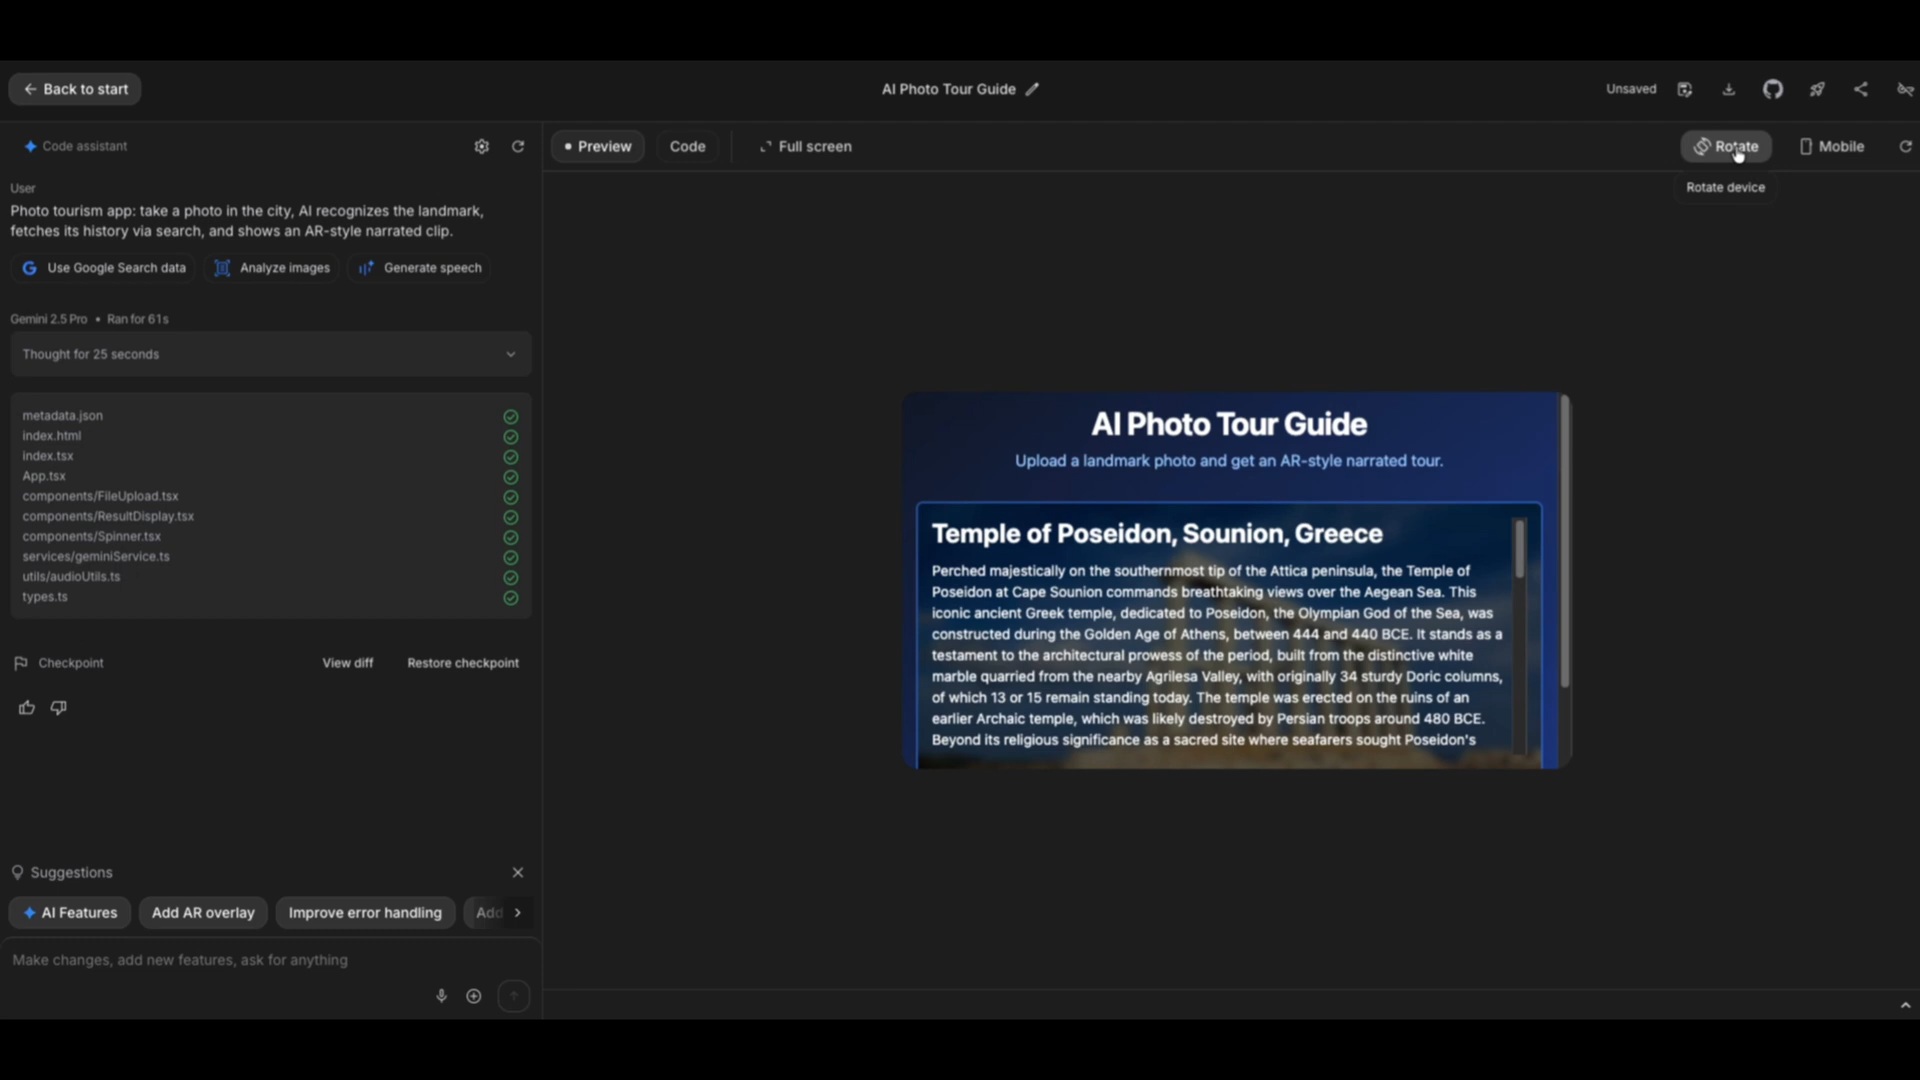 Back to start
AI Photo Tour Guide
Unsaved
Code assistant
Preview
Code
Full screen
Rotate
Mobile
Rotate device
User
Photo tourism app: take a photo in the city, AI recognizes the landmark,
fetches its history via search, and shows an AR-style narrated clip.
Use Google Search data
Analyze images
Generate speech
Gemini 2.5 Pro • Ran for 61s
Thought for 25 seconds
metadata.json
index.html
index.tsx
App.tsx
components/FileUpload.tsx
components/ResultDisplay.tsx
components/Spinner.tsx
services/geminiService.ts
utils/audioUtils.ts
types.ts
Checkpoint
View diff
Restore checkpoint
Suggestions
AI Features
Add AR overlay
Improve error handling
Add
Make changes, add new features, ask for anything
AI Photo Tour Guide
Upload a landmark photo and get an AR-style narrated tour.
Temple of Poseidon, Sounion, Greece
Perched majestically on the southernmost tip of the Attica peninsula, the Temple of
Poseidon at Cape Sounion commands breathtaking views over the Aegean Sea. This
iconic ancient Greek temple, dedicated to Poseidon, the Olympian God of the Sea, was
constructed during the Golden Age of Athens, between 444 and 440 BCE. It stands as a
testament to the architectural prowess of the period, built from the distinctive white
marble quarried from the nearby Agrilesa Valley, with originally 34 sturdy Doric columns,
of which 13 or 15 remain standing today. The temple was erected on the ruins of an
earlier Archaic temple, which was likely destroyed by Persian troops around 480 BCE.
Beyond its religious significance as a sacred site where seafarers sought Poseidon's